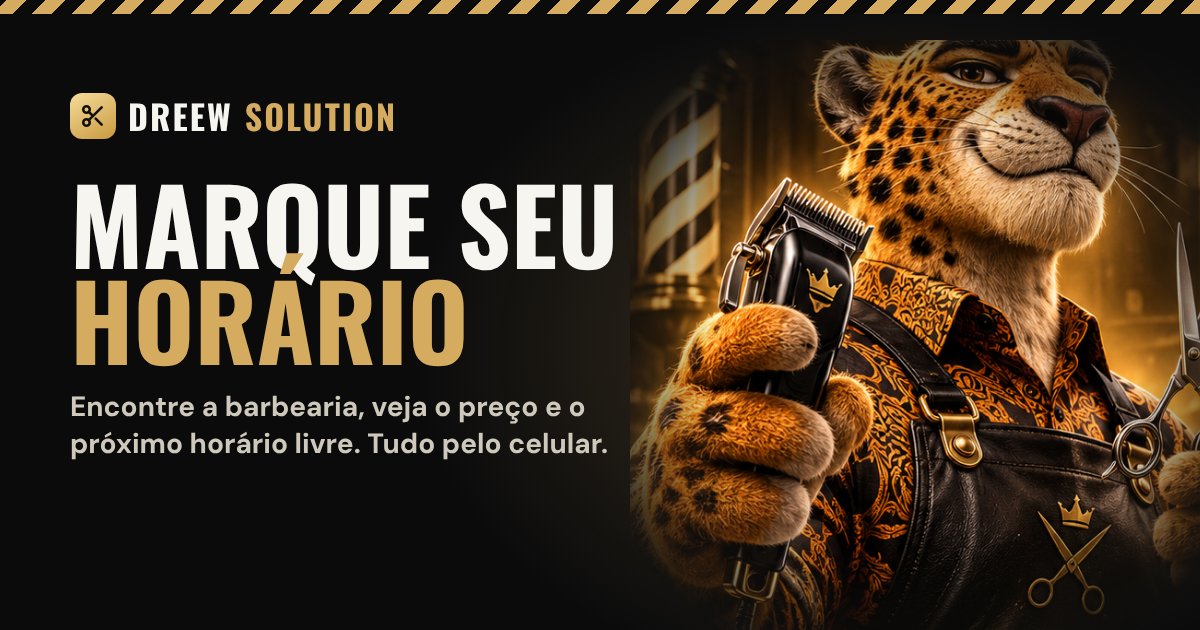 DREEW SOLUTION
MARQUE SEU
HORÁRIO
Encontre a barbearia, veja o preço e o
próximo horário livre. Tudo pelo celular.